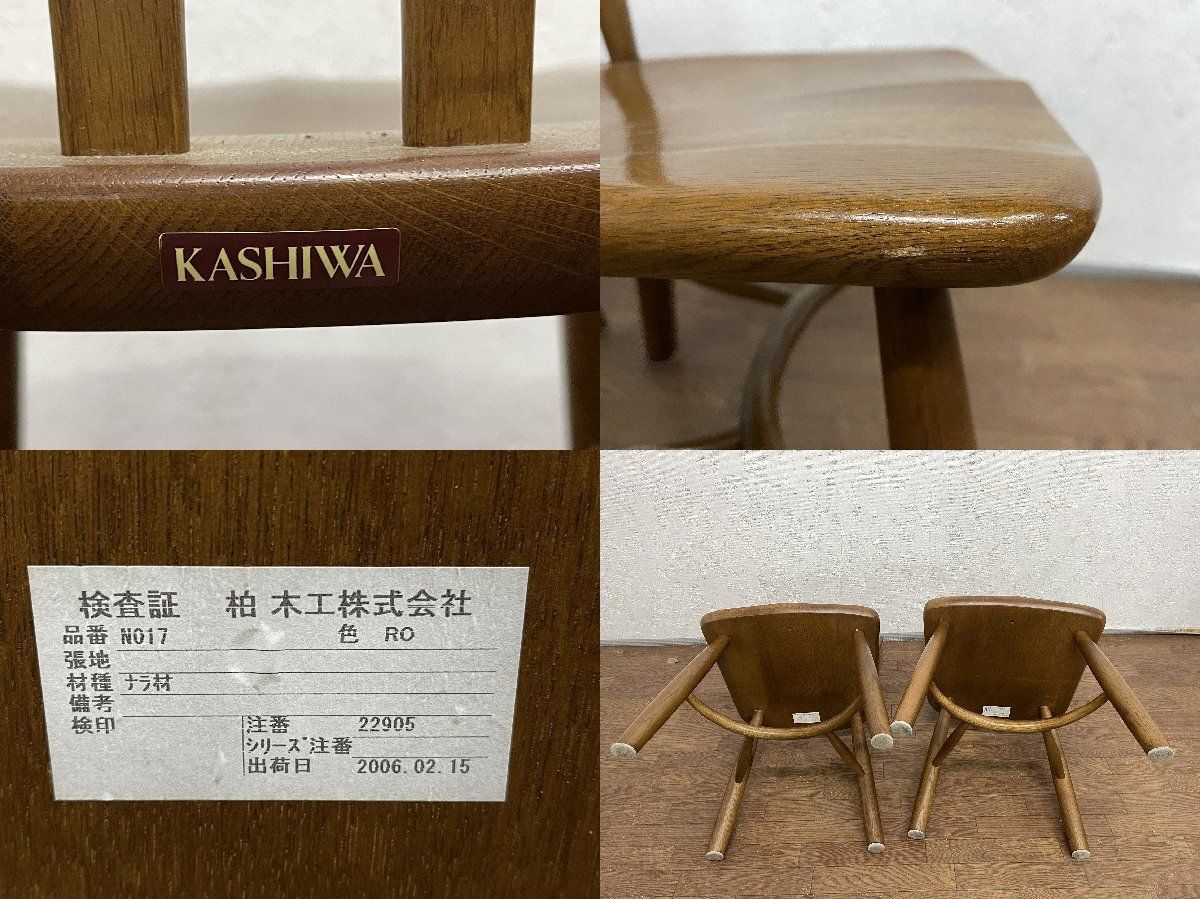 KASHIWA
検査証 柏木工株式会社
品番 N017 色 RO
張地
材種 ナラ材
備考
検印 注番 22905
シリーズ注番
出荷日 2006.02.15